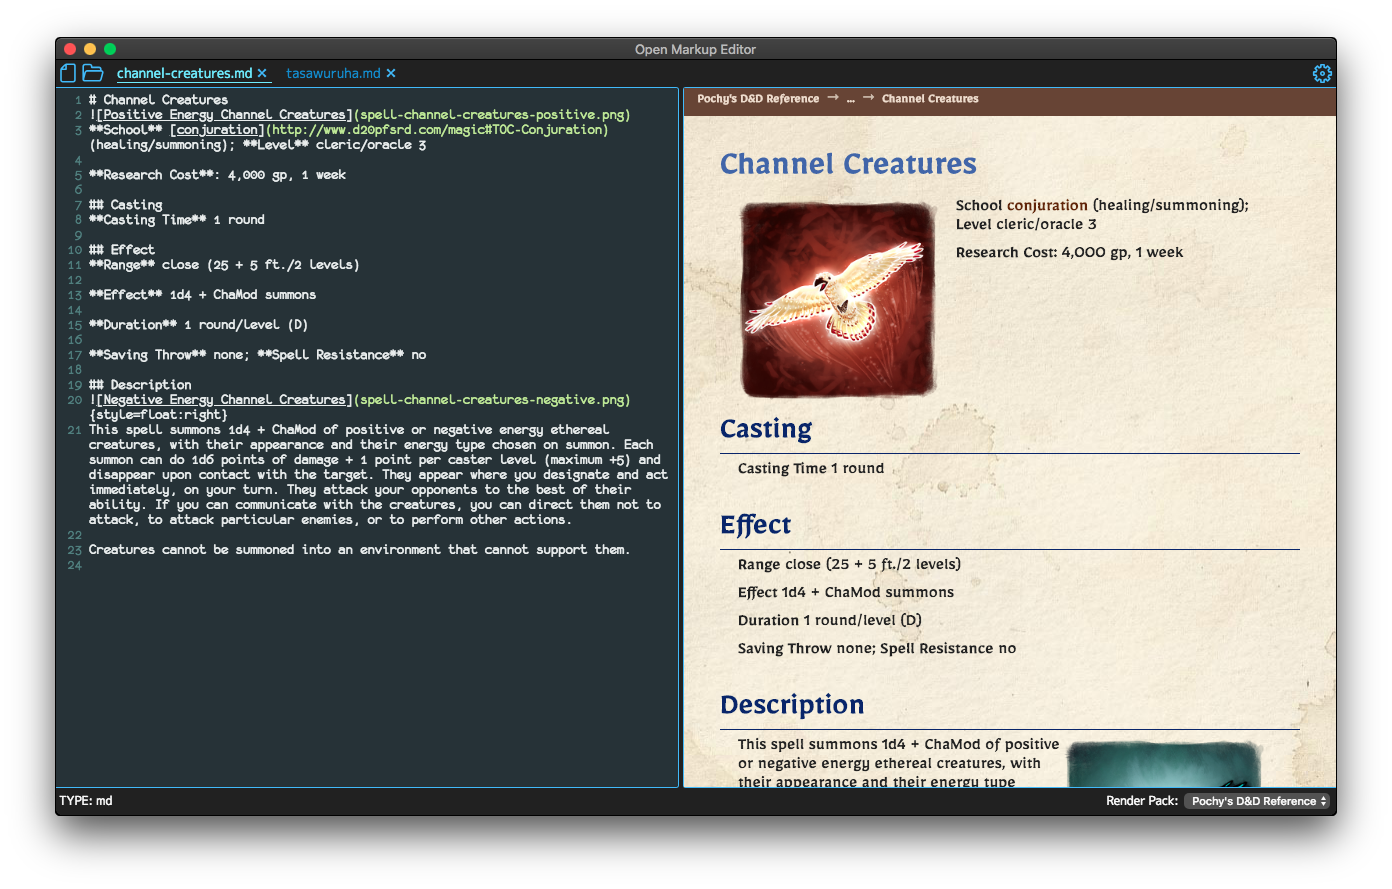 Open Markup Editor
channel-creatures.md ×
tasawuruha.md ×
1 # Channel Creatures
2 ![Positive Energy Channel Creatures](spell-channel-creatures-positive.png)
3 **School** [conjuration](http://www.d20pfsrd.com/magic#TOC-Conjuration)
(healing/summoning); **Level** cleric/oracle 3
4
5 **Research Cost**: 4,000 gp, 1 week
6
7 ## Casting
8 **Casting Time** 1 round
9
10 ## Effect
11 **Range** close (25 + 5 ft./2 levels)
12
13 **Effect** 1d4 + ChaMod summons
14
15 **Duration** 1 round/level (D)
16
17 **Saving Throw** none; **Spell Resistance** no
18
19 ## Description
20 ![Negative Energy Channel Creatures](spell-channel-creatures-negative.png)
{style=float:right}
21 This spell summons 1d4 + ChaMod of positive or negative energy ethereal
creatures, with their appearance and their energy type chosen on summon. Each
summon can do 1d6 points of damage + 1 point per caster level (maximum +5) and
disappear upon contact with the target. They appear where you designate and act
immediately, on your turn. They attack your opponents to the best of their
ability. If you can communicate with the creatures, you can direct them not to
attack, to attack particular enemies, or to perform other actions.
22
23 Creatures cannot be summoned into an environment that cannot support them.
24
Pochy's D&D Reference → ... → Channel Creatures
Channel Creatures
School conjuration (healing/summoning);
Level cleric/oracle 3
Research Cost: 4,000 gp, 1 week
Casting
Casting Time 1 round
Effect
Range close (25 + 5 ft./2 levels)
Effect 1d4 + ChaMod summons
Duration 1 round/level (D)
Saving Throw none; Spell Resistance no
Description
This spell summons 1d4 + ChaMod of positive
or negative energy ethereal creatures, with
their appearance and their energy type
TYPE: md
Render Pack: Pochy's D&D Reference